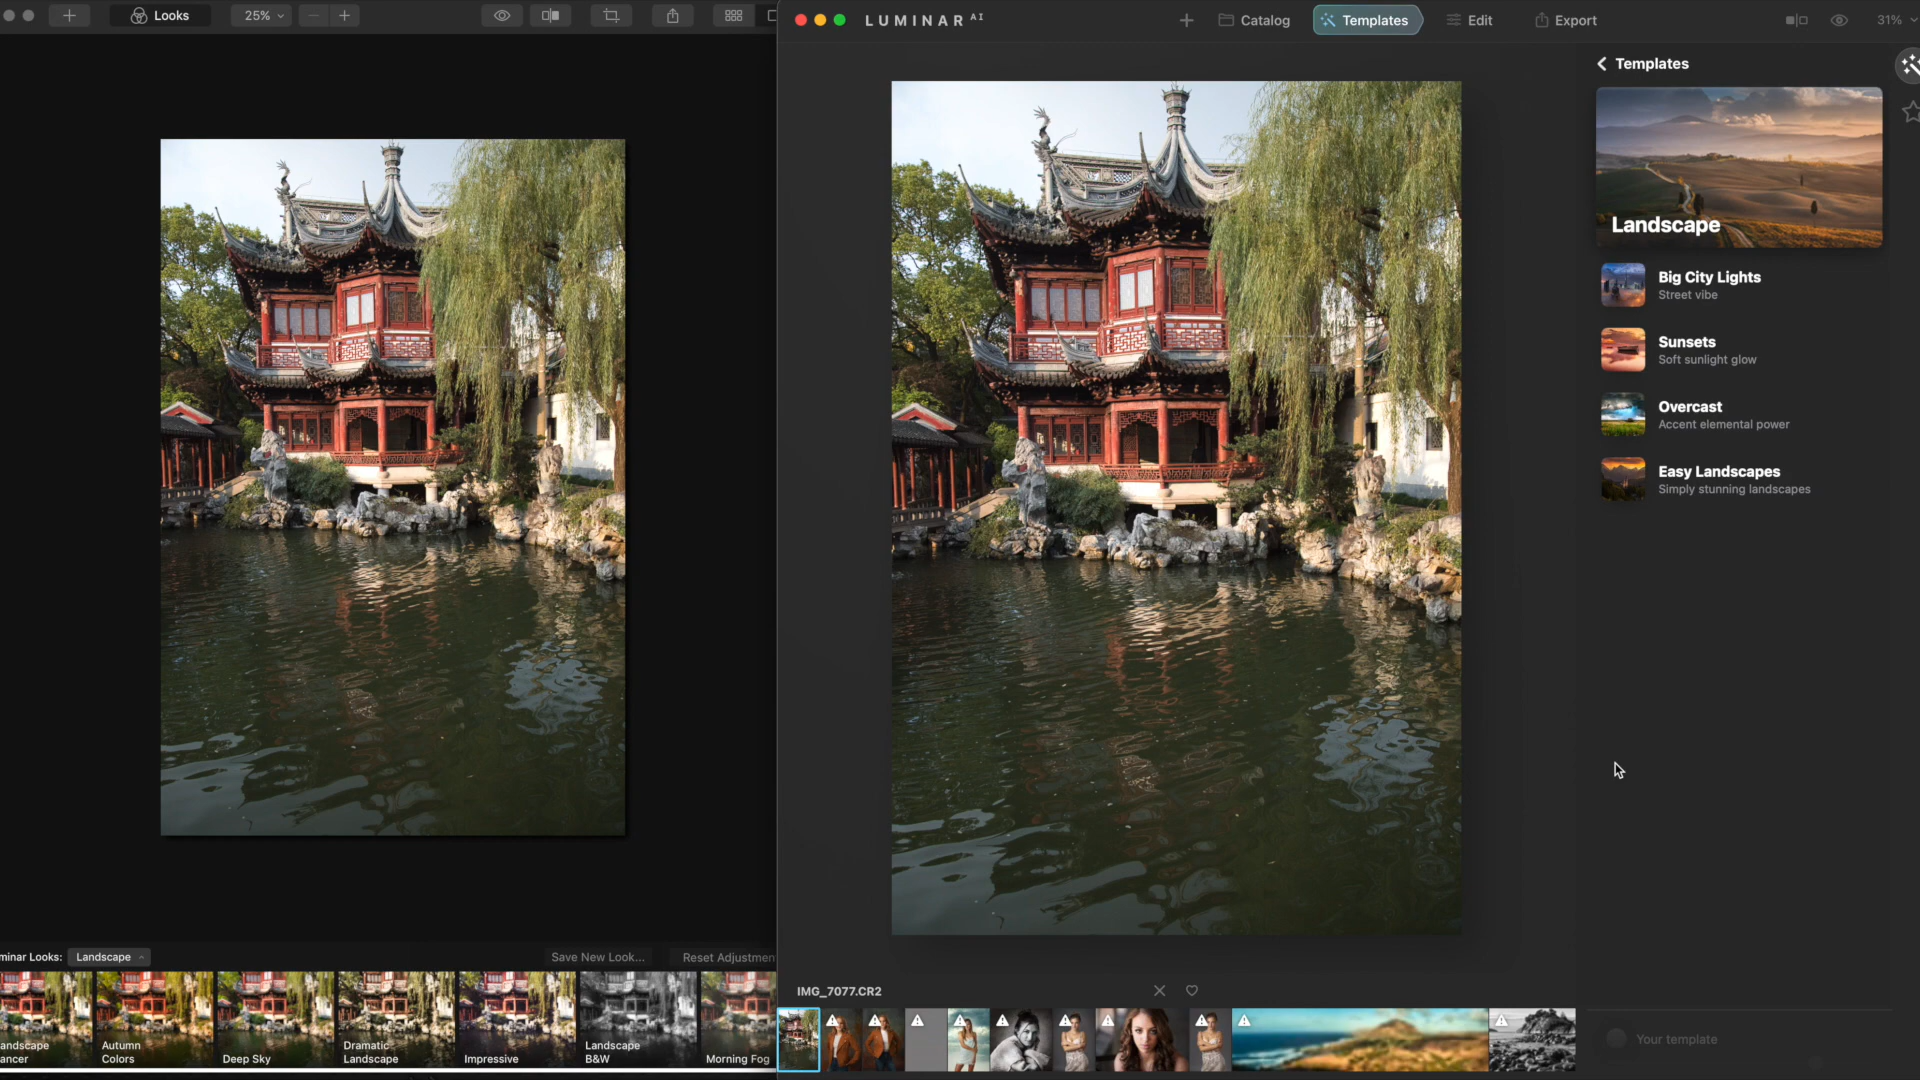 Looks
25%
LUMINAR AI
Catalog
Templates
Edit
Export
31%
Templates
Landscape
Big City Lights
Street vibe
Sunsets
Soft sunlight glow
Overcast
Accent elemental power
Easy Landscapes
Simply stunning landscapes
minar Looks:
Landscape
Save New Look...
Reset Adjustmen
andscape
ancer
Autumn
Colors
Deep Sky
Dramatic
Landscape
Impressive
Landscape
B&W
Morning Fog
IMG_7077.CR2
Your template